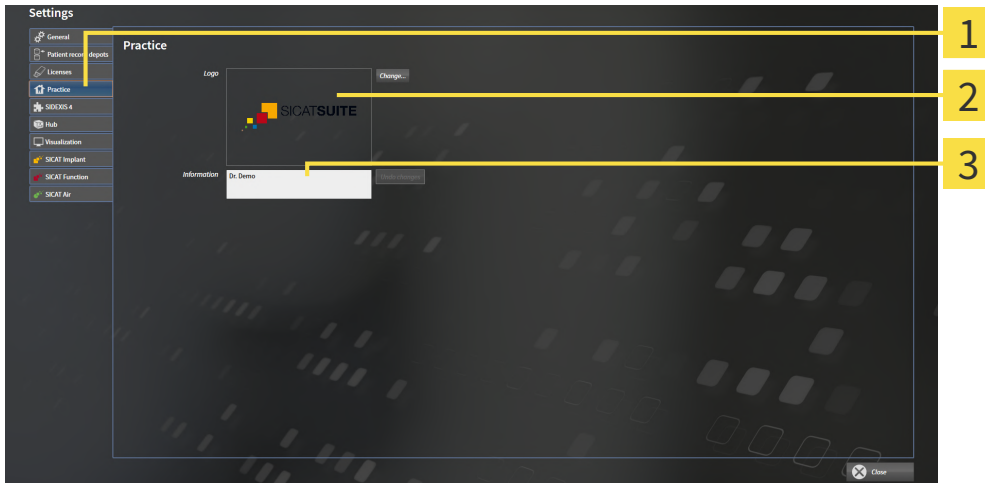 Settings
General
Patient record depots
Licenses
Practice
SIDEXIS 4
Hub
Visualization
SICAT Implant
SICAT Function
SICAT Air
Practice
Logo
SICATSUITE
Change...
Information
Dr. Demo
Undo changes
Close
1
2
3